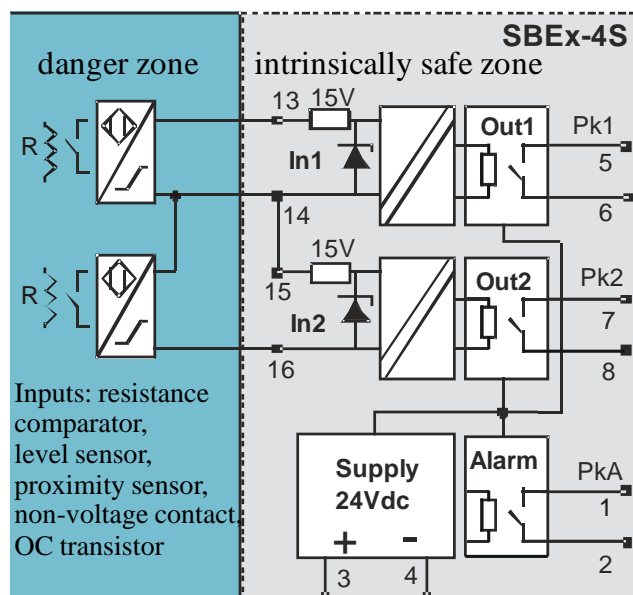 SBEx-4S
danger zone
intrinsically safe zone
13
15V
R
In1
Out1
Pk1
5
6
14
15V
15
R
In2
Out2
Pk2
7
8
16
Inputs: resistance
comparator,
level sensor,
proximity sensor,
non-voltage contact,
OC transistor
Supply
24Vdc
+ -
3 4
Alarm
PkA
1
2